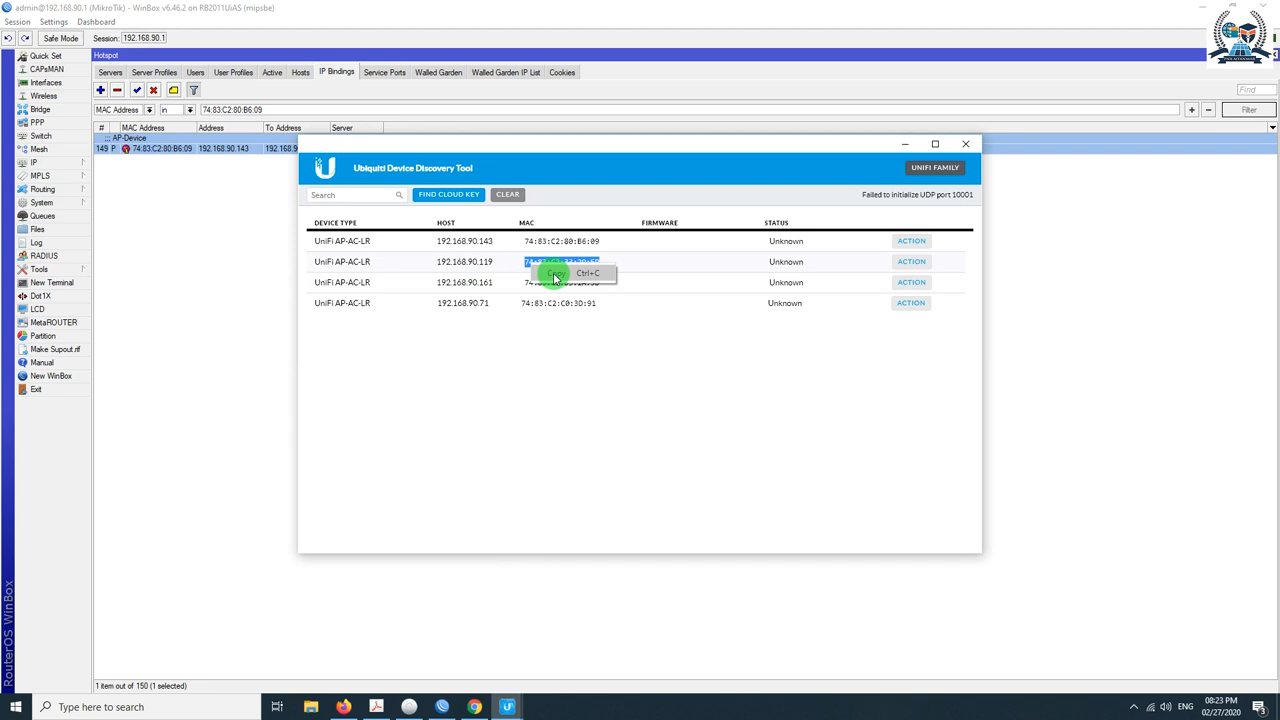 admin@192.168.90.1 (MikroTik) - WinBox v6.46.2 on RB2011UiAS (mipsbe)
Session Settings Dashboard
Safe Mode Session: 192.168.90.1
Quick Set
CAPsMAN
Interfaces
Wireless
Bridge
PPP
Switch
Mesh
IP
MPLS
Routing
System
Queues
Files
Log
RADIUS
Tools
New Terminal
Dot1X
LCD
MetaROUTER
Partition
Make Supout.rif
Manual
New WinBox
Exit
RouterOS WinBox
Hotspot
Servers Server Profiles Users User Profiles Active Hosts IP Bindings Service Ports Walled Garden Walled Garden IP List Cookies
Find
MAC Address in 74:83:C2:80:B6:09 Filter
# MAC Address Address To Address Server
::: AP-Device
149 P 74:83:C2:80:B6:09 192.168.90.143 192.168.9
Ubiquiti Device Discovery Tool UNIFI FAMILY
Search FIND CLOUD KEY CLEAR Failed to initialize UDP port 10001
DEVICE TYPE HOST MAC FIRMWARE STATUS
UniFi AP-AC-LR 192.168.90.143 74:83:C2:80:B6:09 Unknown ACTION
UniFi AP-AC-LR 192.168.90.119 Unknown ACTION
Copy Ctrl+C
UniFi AP-AC-LR 192.168.90.161 Unknown ACTION
UniFi AP-AC-LR 192.168.90.71 74:83:C2:C0:3D:91 Unknown ACTION
1 item out of 150 (1 selected)
Type here to search
ENG
08:23 PM
02/27/2020
3